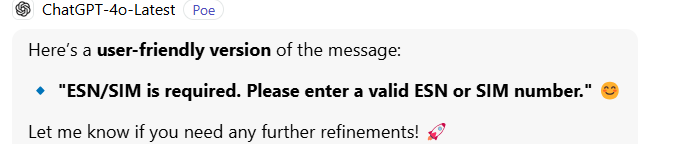 ChatGPT-4o-Latest Poe
Here's a user-friendly version of the message:
🔹 "ESN/SIM is required. Please enter a valid ESN or SIM number." 😊
Let me know if you need any further refinements! 🚀